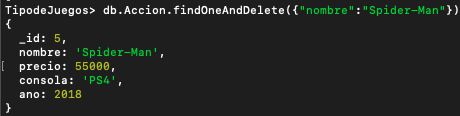 TipodeJuegos> db.Accion.findOneAndDelete({"nombre":"Spider-Man"})
{
  _id: 5,
  nombre: 'Spider-Man',
  precio: 55000,
  consola: 'PS4',
  ano: 2018
}